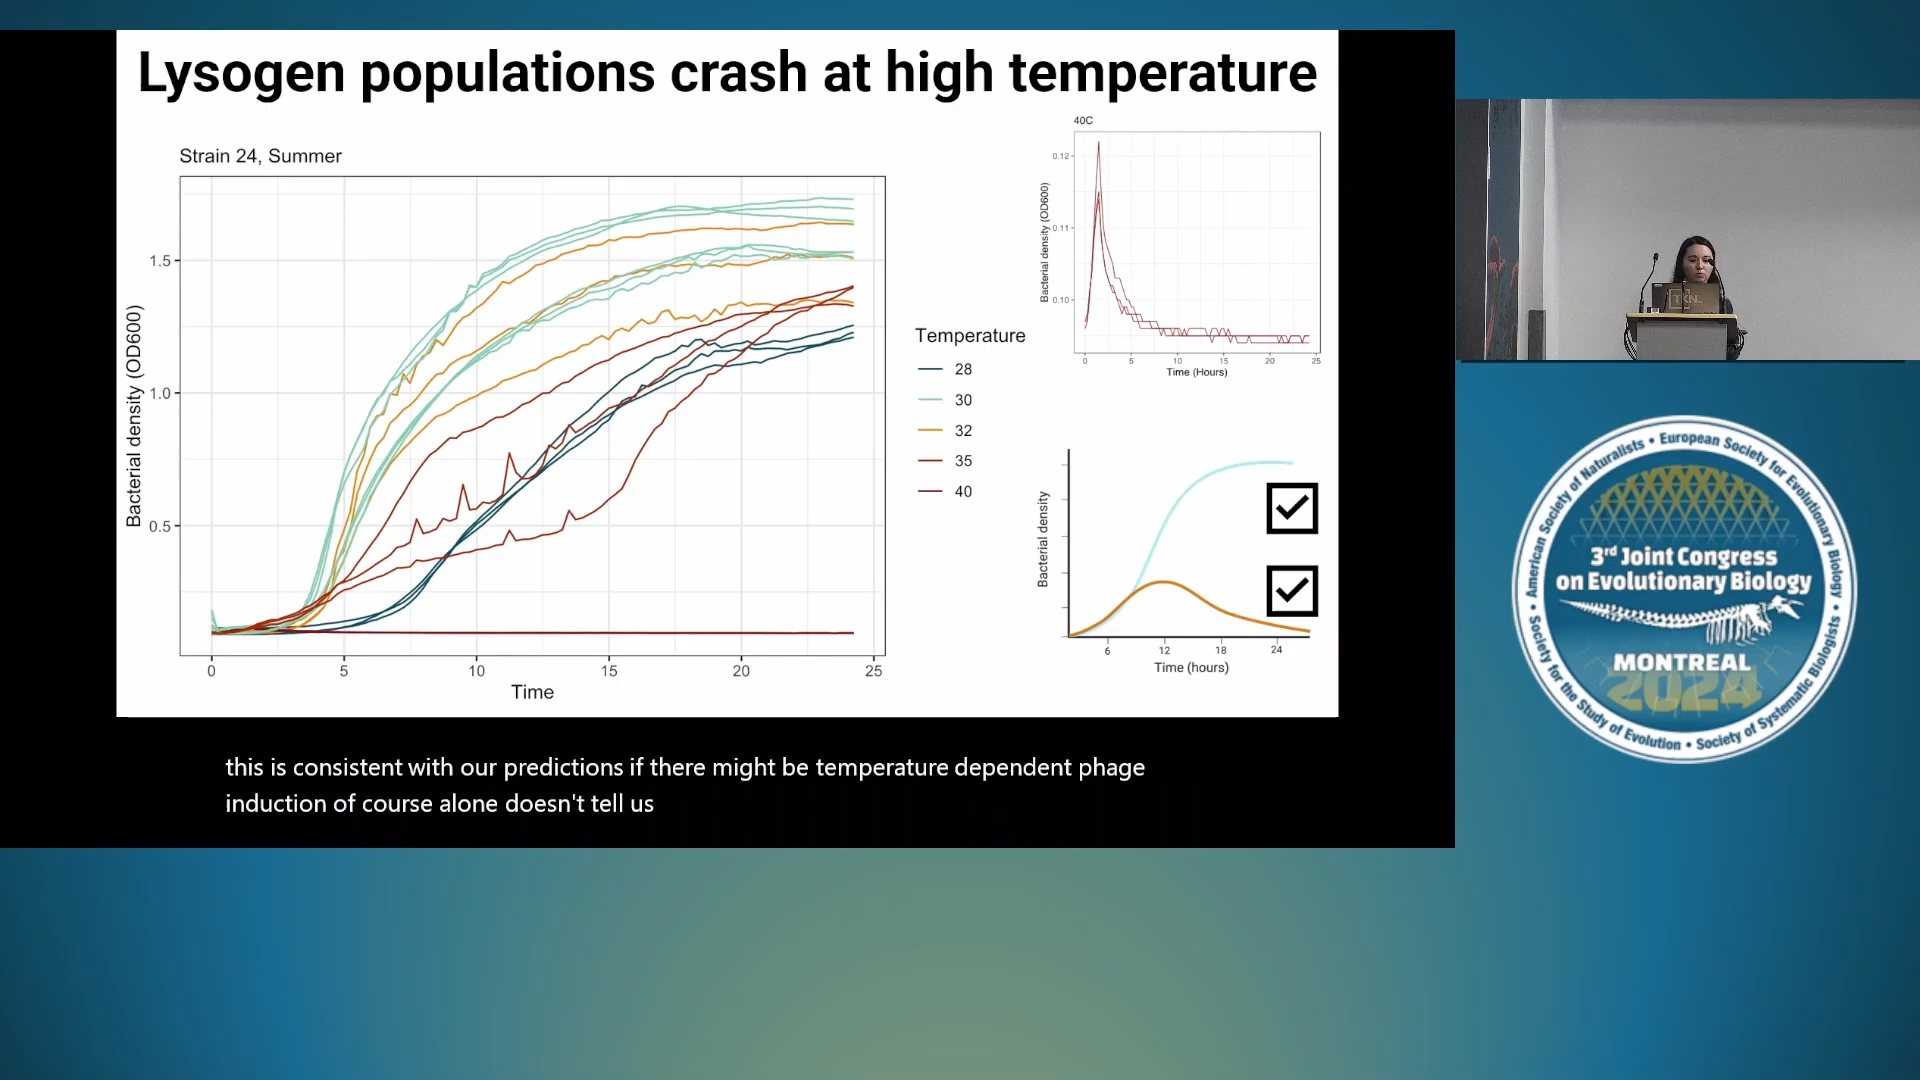 Lysogen populations crash at high temperature
Strain 24, Summer
Bacterial density (OD600)
1.5
1.0
0.5
0
5
10
15
20
25
Time
Temperature
28
30
32
35
40
40C
Bacterial density (OD600)
0.12
0.11
0.10
0
5
10
15
20
25
Time (Hours)
Bacterial density
6
12
18
24
Time (hours)
this is consistent with our predictions if there might be temperature dependent phage
induction of course alone doesn't tell us
TKNL
American Society of Naturalists • European Society for Evolutionary Biology •
Society for the Study of Evolution • Society of Systematic Biologists •
3rd Joint Congress
on Evolutionary Biology
MONTREAL
2024